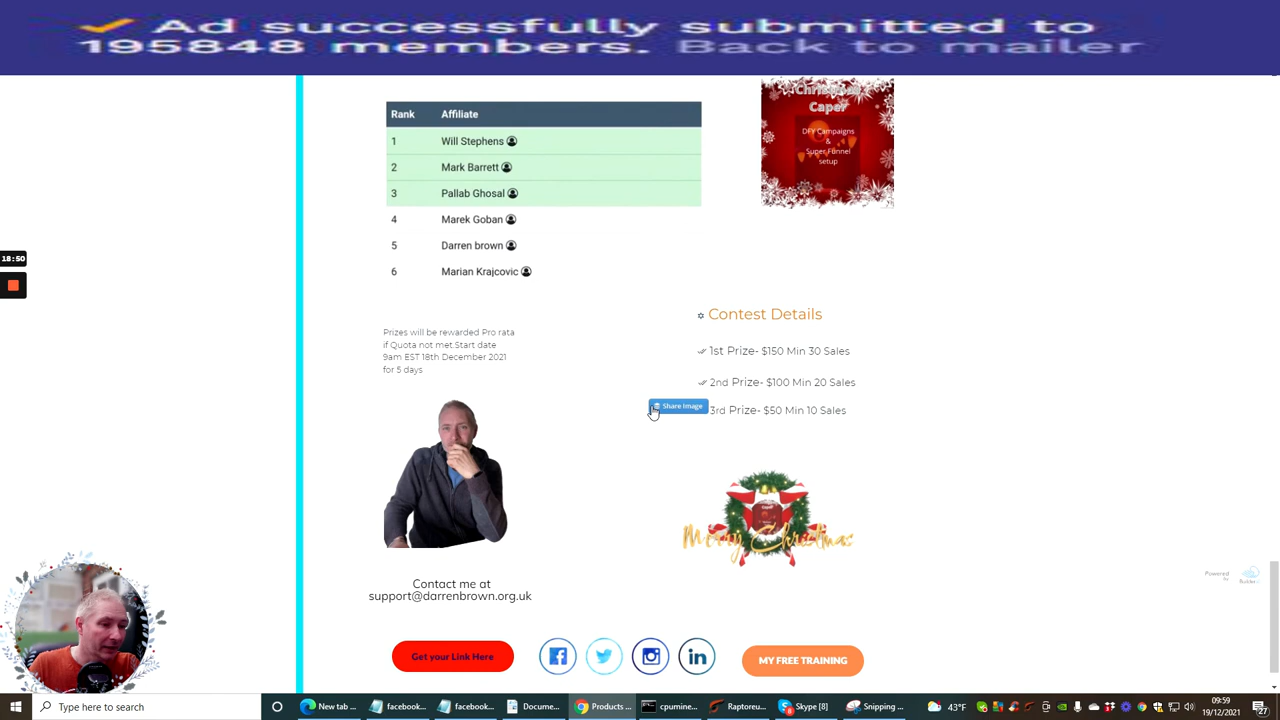 Ad successfully submitted to
195848 members. Back to mailer
Christmas
Caper
DFY Campaigns
&
Super Funnel
setup
Rank Affiliate
1 Will Stephens
2 Mark Barrett
3 Pallab Ghosal
4 Marek Goban
5 Darren brown
6 Marian Krajcovic
18:50
Prizes will be rewarded Pro rata
if Quota not met.Start date
9am EST 18th December 2021
for 5 days
Contest Details
1st Prize- $150 Min 30 Sales
2nd Prize- $100 Min 20 Sales
Share Image
3rd Prize- $50 Min 10 Sales
Caper
Merry Christmas
Contact me at
support@darrenbrown.org.uk
Powered
by
Get your Link Here
MY FREE TRAINING
Type here to search
New tab ...
facebook...
facebook...
Docume...
Products ...
cpumine...
Raptoreu...
Skype [8]
Snipping ...
43°F
09:59
19/12/2021